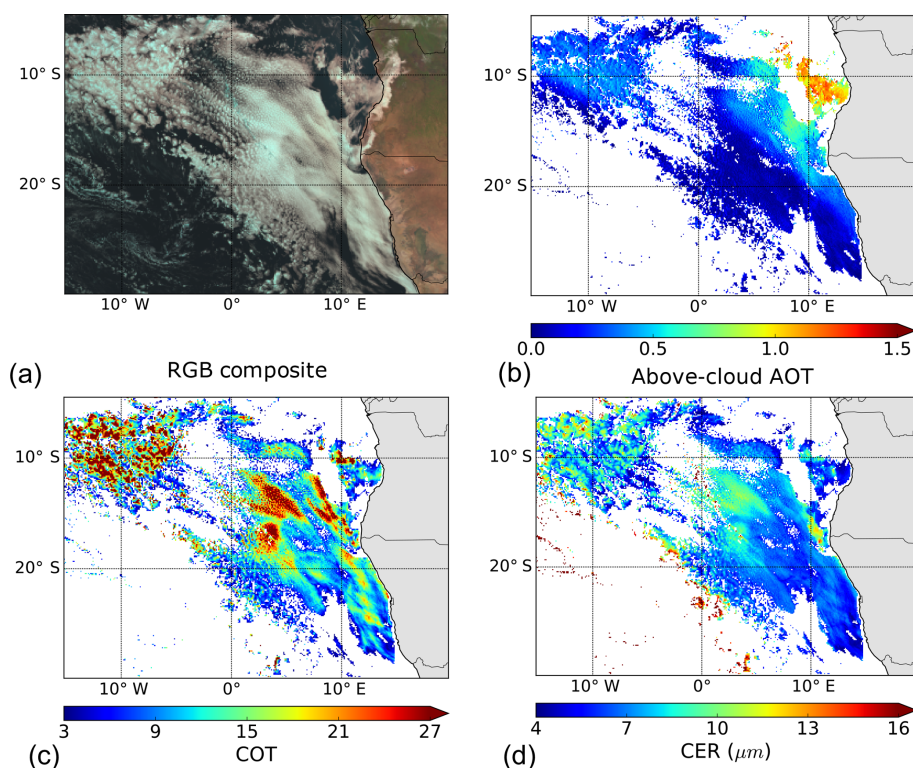 10° S
20° S
10° W
0°
10° E
(a)
RGB composite
10° S
20° S
10° W
0°
10° E
0.0
0.5
1.0
1.5
(b)
Above-cloud AOT
10° S
20° S
10° W
0°
10° E
3
9
15
21
27
(c)
COT
10° S
20° S
10° W
0°
10° E
4
7
10
13
16
(d)
CER (μm)